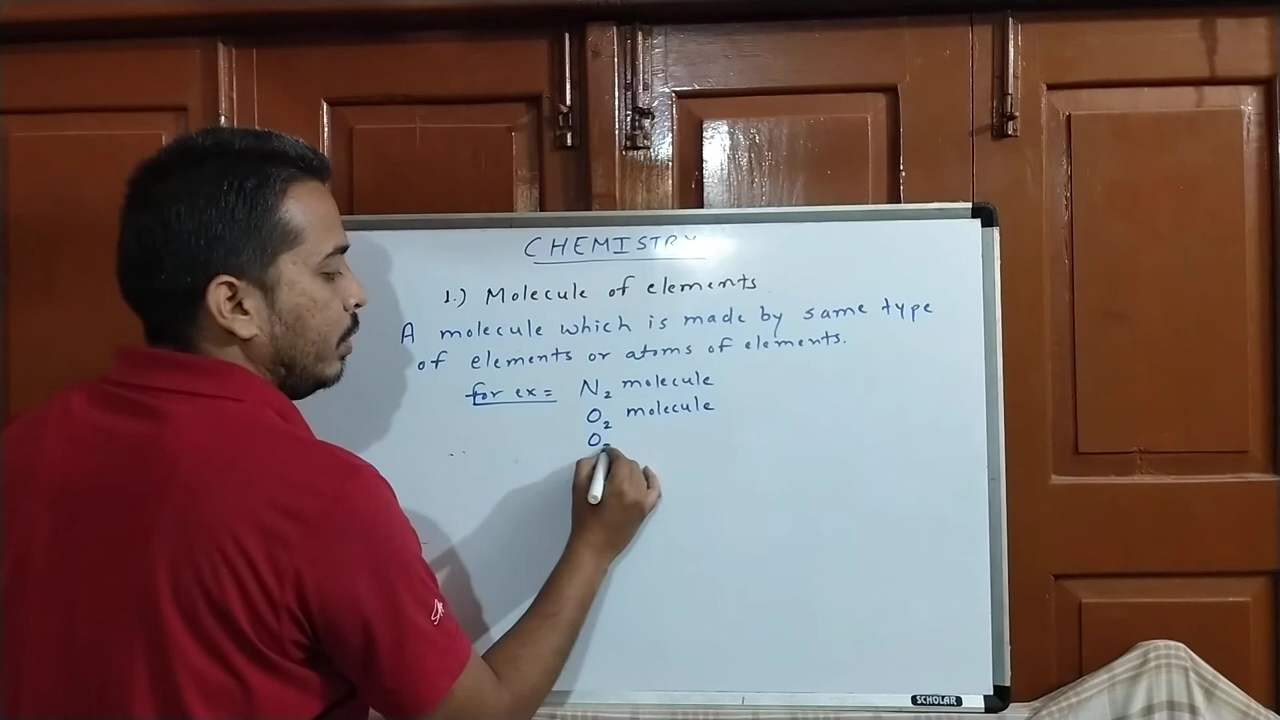 CHEMISTRY
1.) Molecule of elements
A molecule which is made by same type
of elements or atoms of elements.
for ex = N₂ molecule
O₂ molecule
O
SCHOLAR